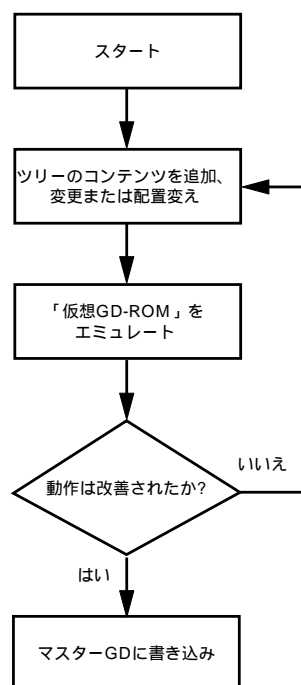 スタート
ツリーのコンテンツを追加、
変更または配置変え
「仮想GD-ROM」を
エミュレート
動作は改善されたか?
いいえ
はい
マスターGDに書き込み